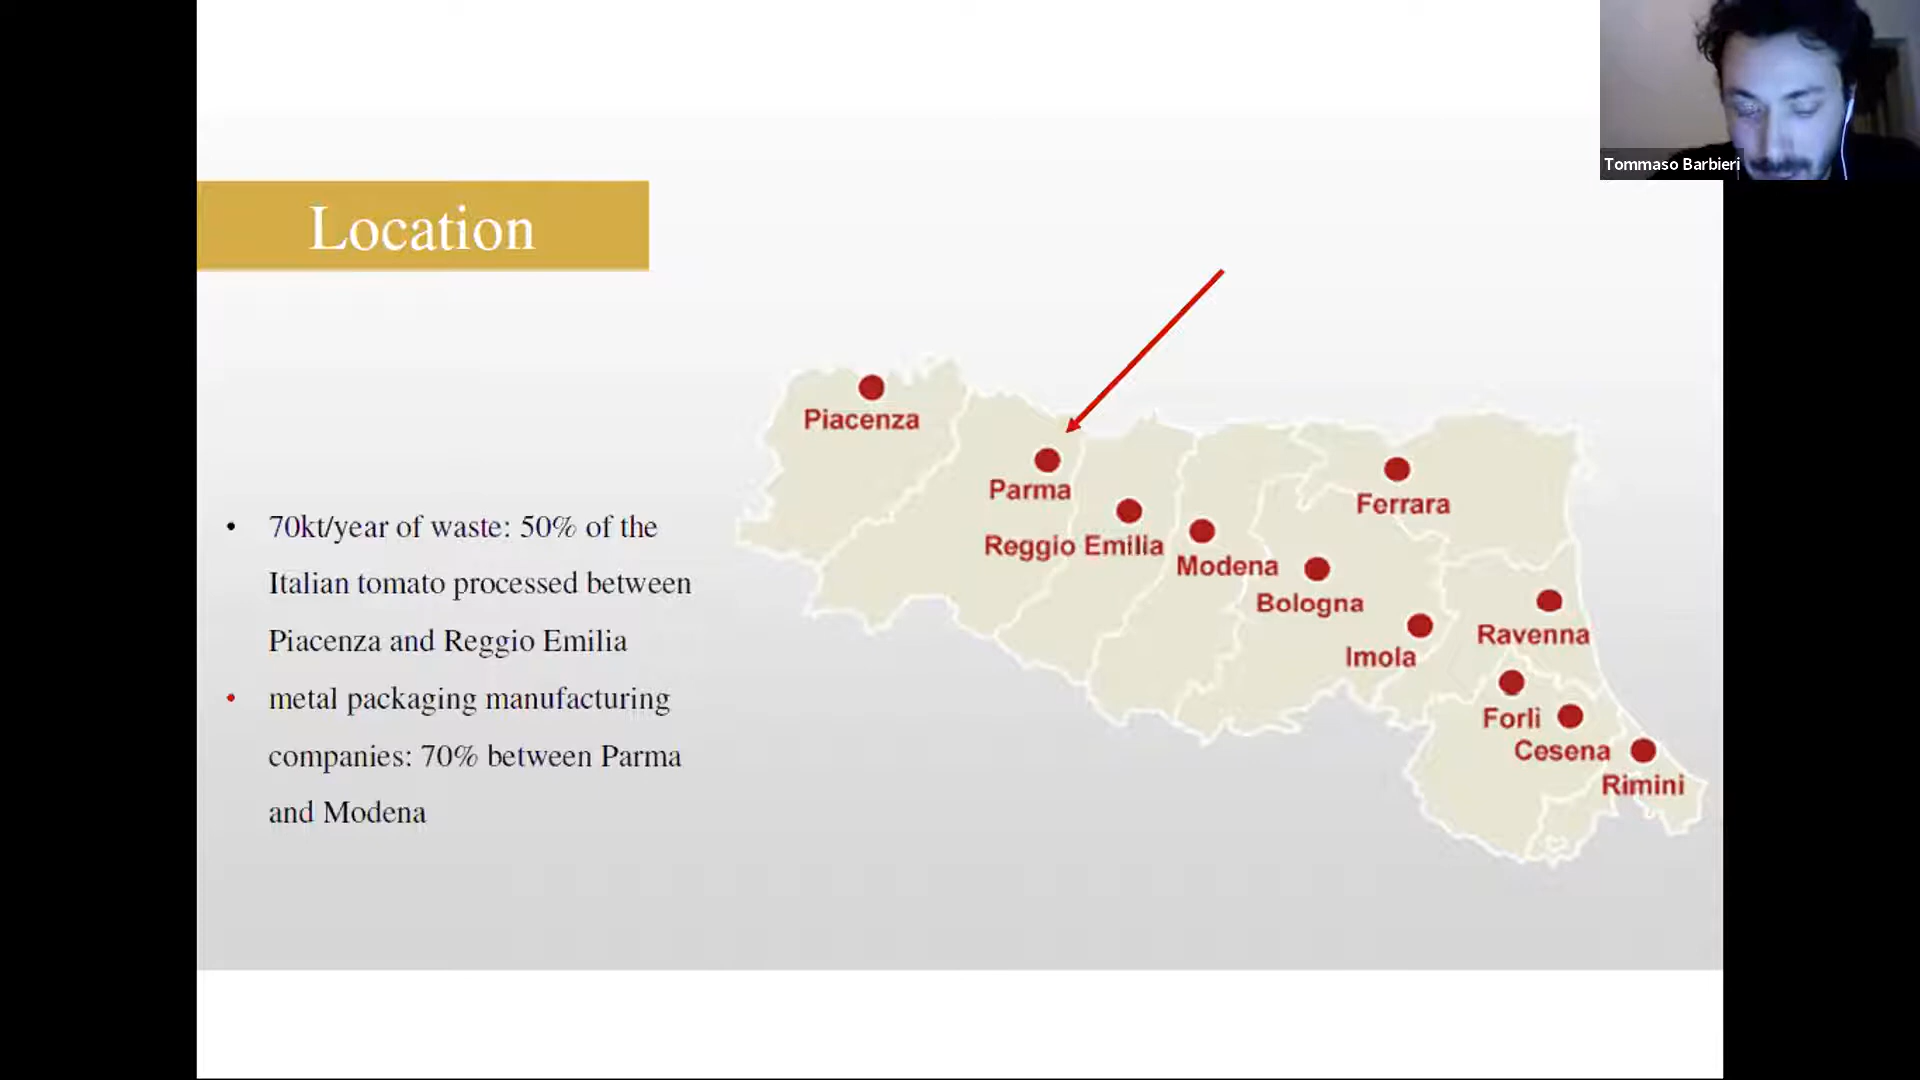 Tommaso Barbieri
Location
• 70kt/year of waste: 50% of the
Italian tomato processed between
Piacenza and Reggio Emilia
• metal packaging manufacturing
companies: 70% between Parma
and Modena
Piacenza
Parma
Reggio Emilia
Modena
Bologna
Ferrara
Imola
Ravenna
Forlì
Cesena
Rimini